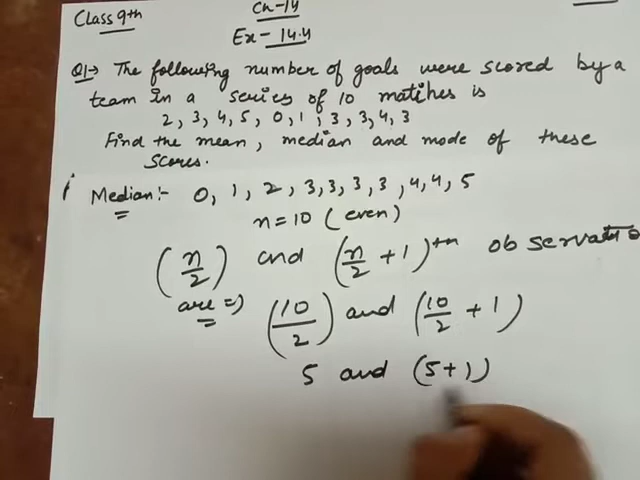 Class 9th
Ch-14
Ex- 14.4
Q1→ The following number of goals were scored by a
team in a series of 10 matches is
2, 3, 4, 5, 0, 1, 3, 3, 4, 3
Find the mean, median and mode of these
scores.
Median:- 0, 1, 2, 3, 3, 3, 3, 4, 4, 5
n=10 (even)
(n/2) and (n/2 + 1)th observation
are => (10/2) and (10/2 + 1)
5 and (5+1)